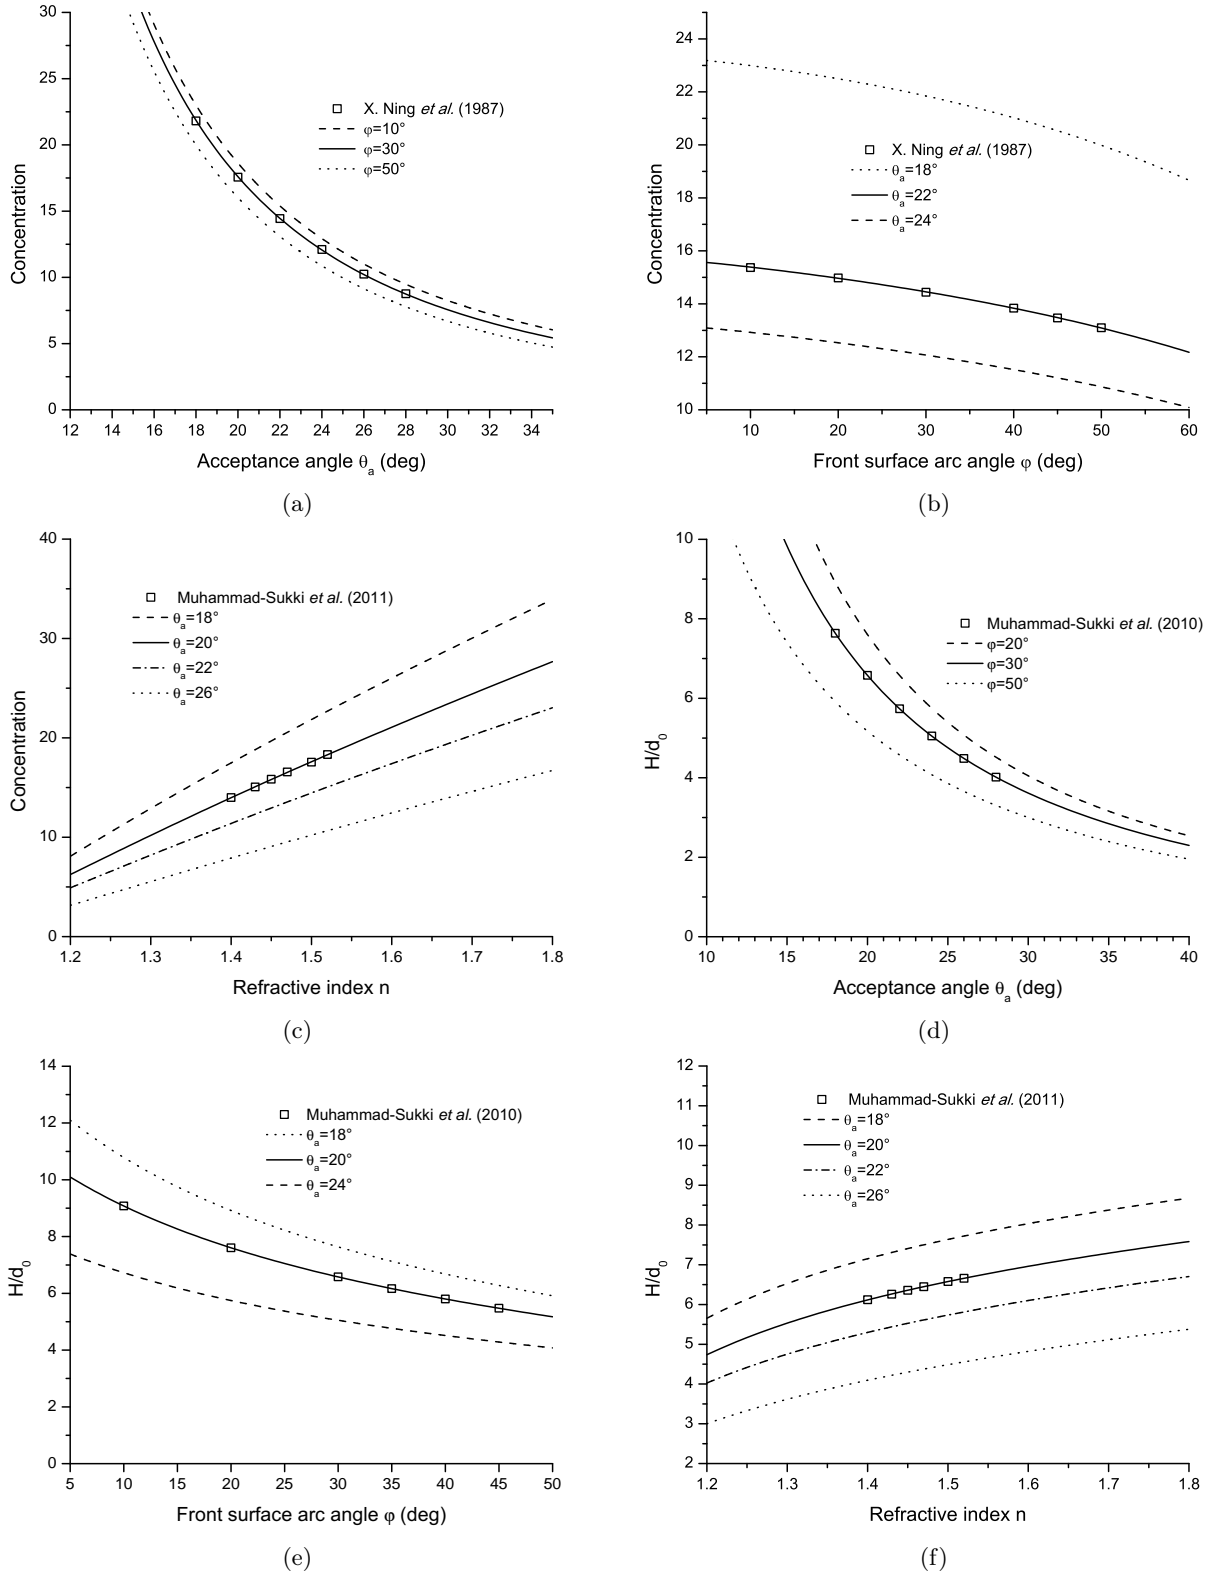 30
25
20
15
10
5
0
12 14 16 18 20 22 24 26 28 30 32 34
Concentration
Acceptance angle θa (deg)
X. Ning et al. (1987)
φ=10°
φ=30°
φ=50°
(a)
24
22
20
18
16
14
12
10
10 20 30 40 50 60
Concentration
Front surface arc angle φ (deg)
X. Ning et al. (1987)
θa=18°
θa=22°
θa=24°
(b)
40
30
20
10
0
1.2 1.3 1.4 1.5 1.6 1.7 1.8
Concentration
Refractive index n
Muhammad-Sukki et al. (2011)
θa=18°
θa=20°
θa=22°
θa=26°
(c)
10
8
6
4
2
0
10 15 20 25 30 35 40
H/d0
Acceptance angle θa (deg)
Muhammad-Sukki et al. (2010)
φ=20°
φ=30°
φ=50°
(d)
14
12
10
8
6
4
2
0
5 10 15 20 25 30 35 40 45 50
H/d0
Front surface arc angle φ (deg)
Muhammad-Sukki et al. (2010)
θa=18°
θa=20°
θa=24°
(e)
12
11
10
9
8
7
6
5
4
3
2
1.2 1.3 1.4 1.5 1.6 1.7 1.8
H/d0
Refractive index n
Muhammad-Sukki et al. (2011)
θa=18°
θa=20°
θa=22°
θa=26°
(f)